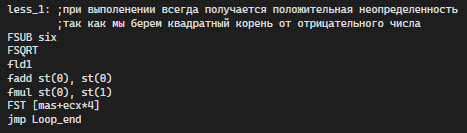 less_1: ;при выполенении всегда получается положительная неопределенность
;так как мы берем квадратный корень от отрицательного числа
FSUB six
FSQRT
fld1
fadd st(0), st(0)
fmul st(0), st(1)
FST [mas+ecx*4]
jmp Loop_end